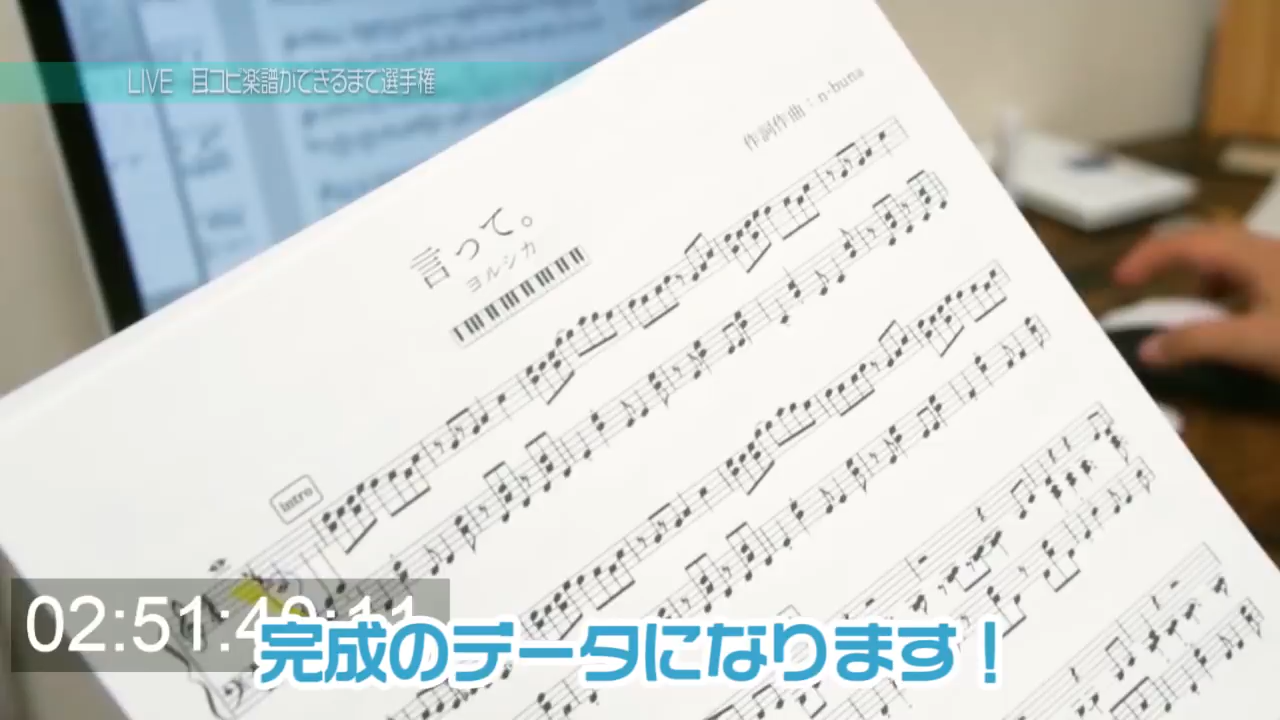 LIVE 耳コピ楽譜ができるまで選手権
作詞作曲：n-buna
言って。
ヨルシカ
intro
02:51:40:11
完成のデータになります！